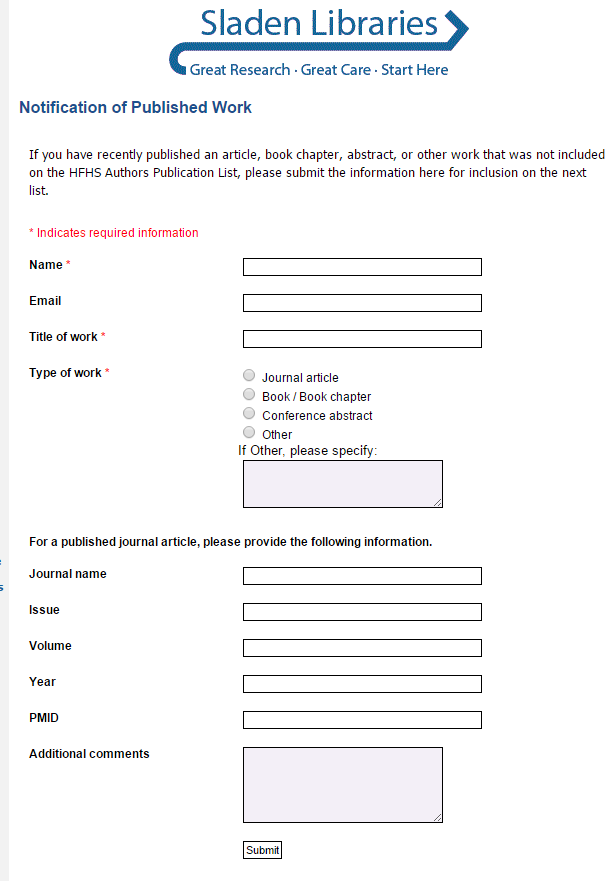 Sladen Libraries
Great Research · Great Care · Start Here
Notification of Published Work
If you have recently published an article, book chapter, abstract, or other work that was not included
on the HFHS Authors Publication List, please submit the information here for inclusion on the next
list.
* Indicates required information
Name *
Email
Title of work *
Type of work *
Journal article
Book / Book chapter
Conference abstract
Other
If Other, please specify:
For a published journal article, please provide the following information.
Journal name
Issue
Volume
Year
PMID
Additional comments
Submit